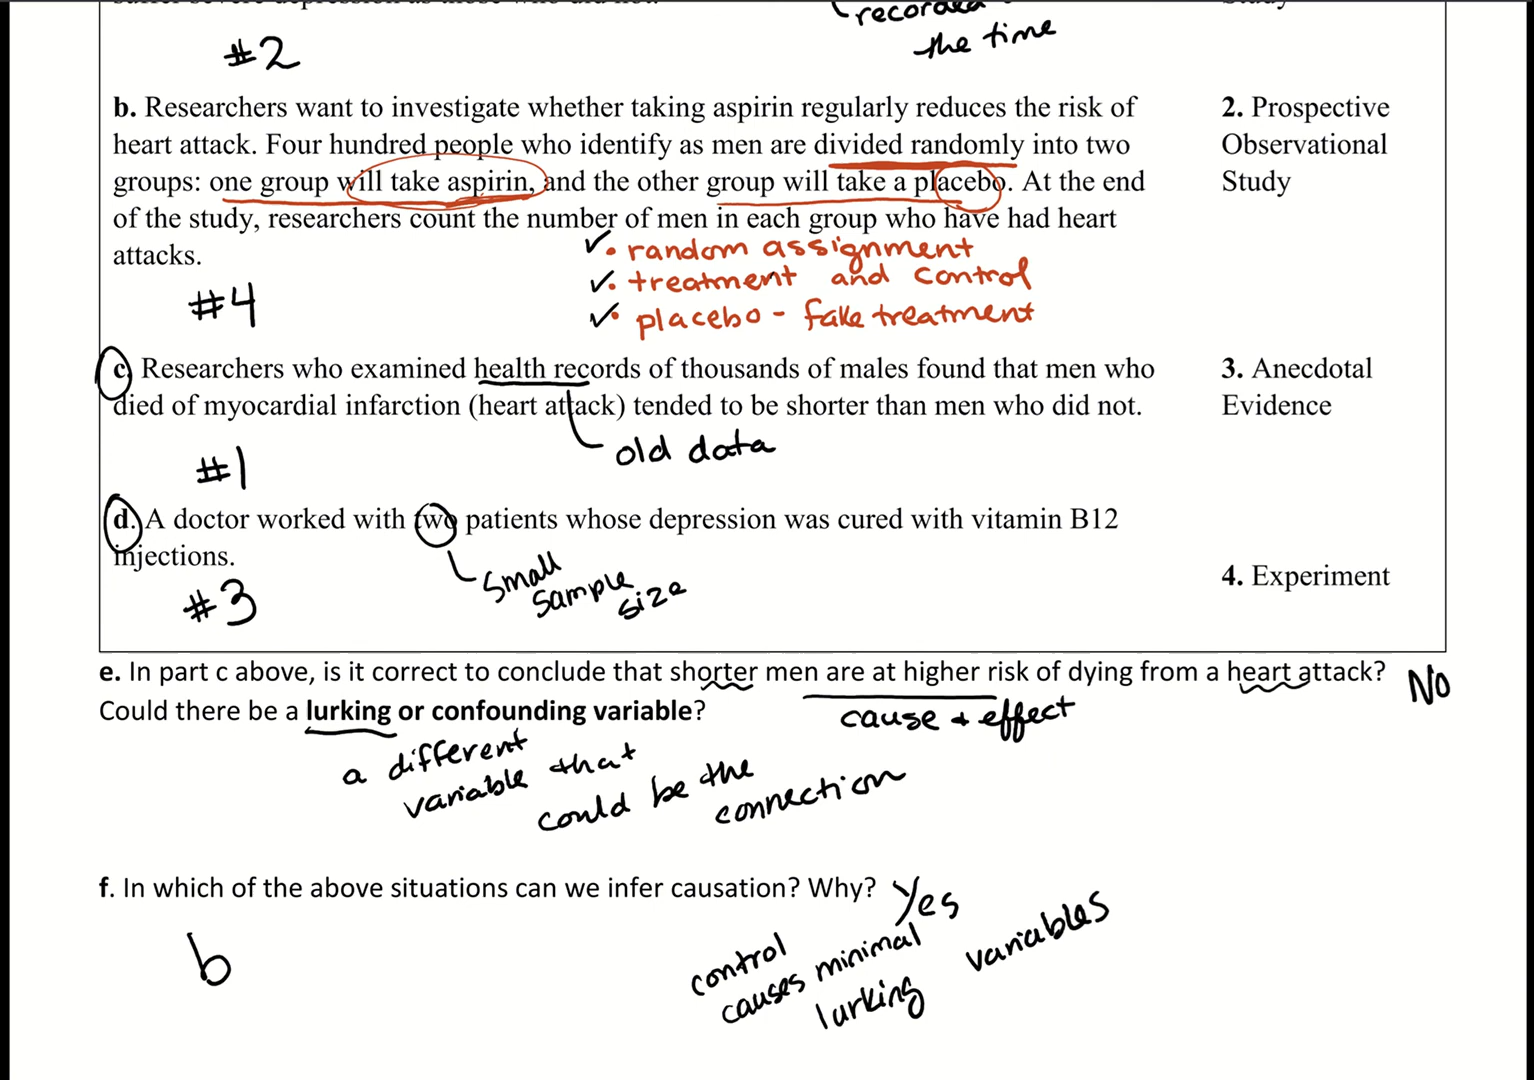 recorded
the time
#2
b. Researchers want to investigate whether taking aspirin regularly reduces the risk of
heart attack. Four hundred people who identify as men are divided randomly into two
groups: one group will take aspirin, and the other group will take a placebo. At the end
of the study, researchers count the number of men in each group who have had heart
attacks.
2. Prospective
Observational
Study
✓• random assignment
✓• treatment and control
✓• placebo - fake treatment
#4
c. Researchers who examined health records of thousands of males found that men who
died of myocardial infarction (heart attack) tended to be shorter than men who did not.
3. Anecdotal
Evidence
old data
#1
d. A doctor worked with two patients whose depression was cured with vitamin B12
injections.
small
sample
size
#3
4. Experiment
e. In part c above, is it correct to conclude that shorter men are at higher risk of dying from a heart attack? No
Could there be a lurking or confounding variable?
cause + effect
a different
variable that
could be the
connection
f. In which of the above situations can we infer causation? Why? Yes
b
control
causes minimal
lurking variables